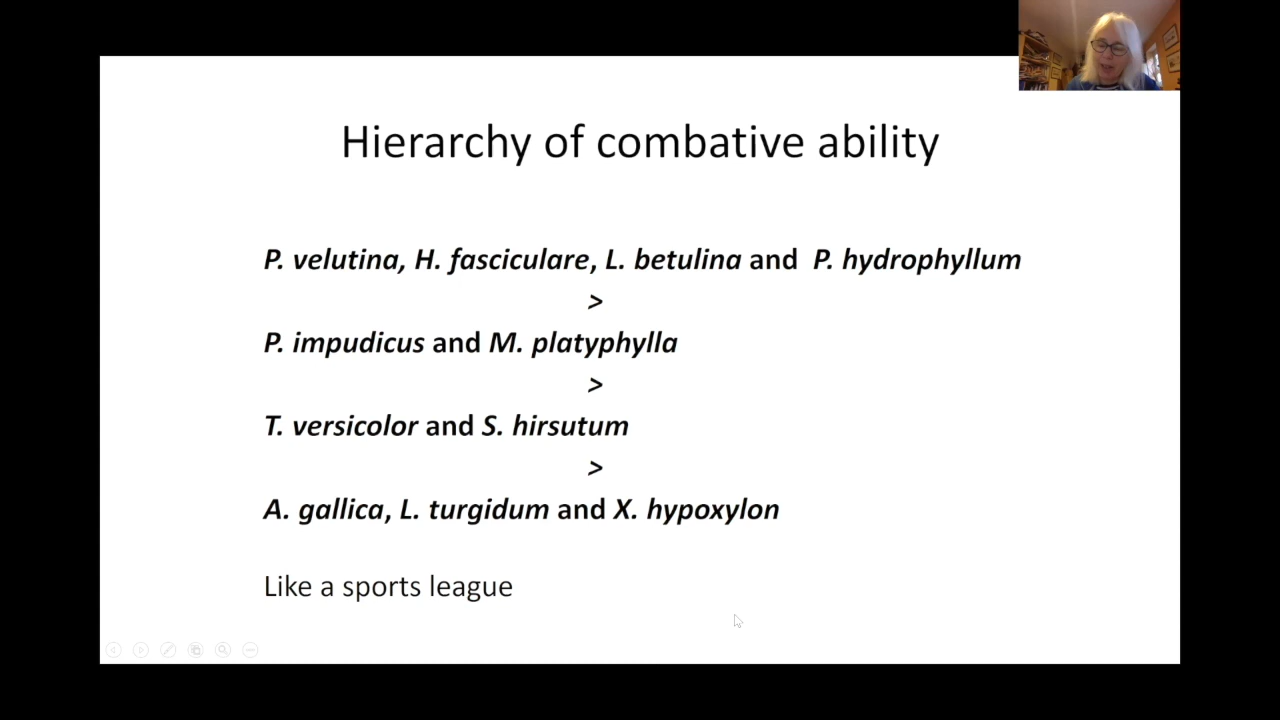 Hierarchy of combative ability
P. velutina, H. fasciculare, L. betulina and P. hydrophyllum
>
P. impudicus and M. platyphylla
>
T. versicolor and S. hirsutum
>
A. gallica, L. turgidum and X. hypoxylon
Like a sports league